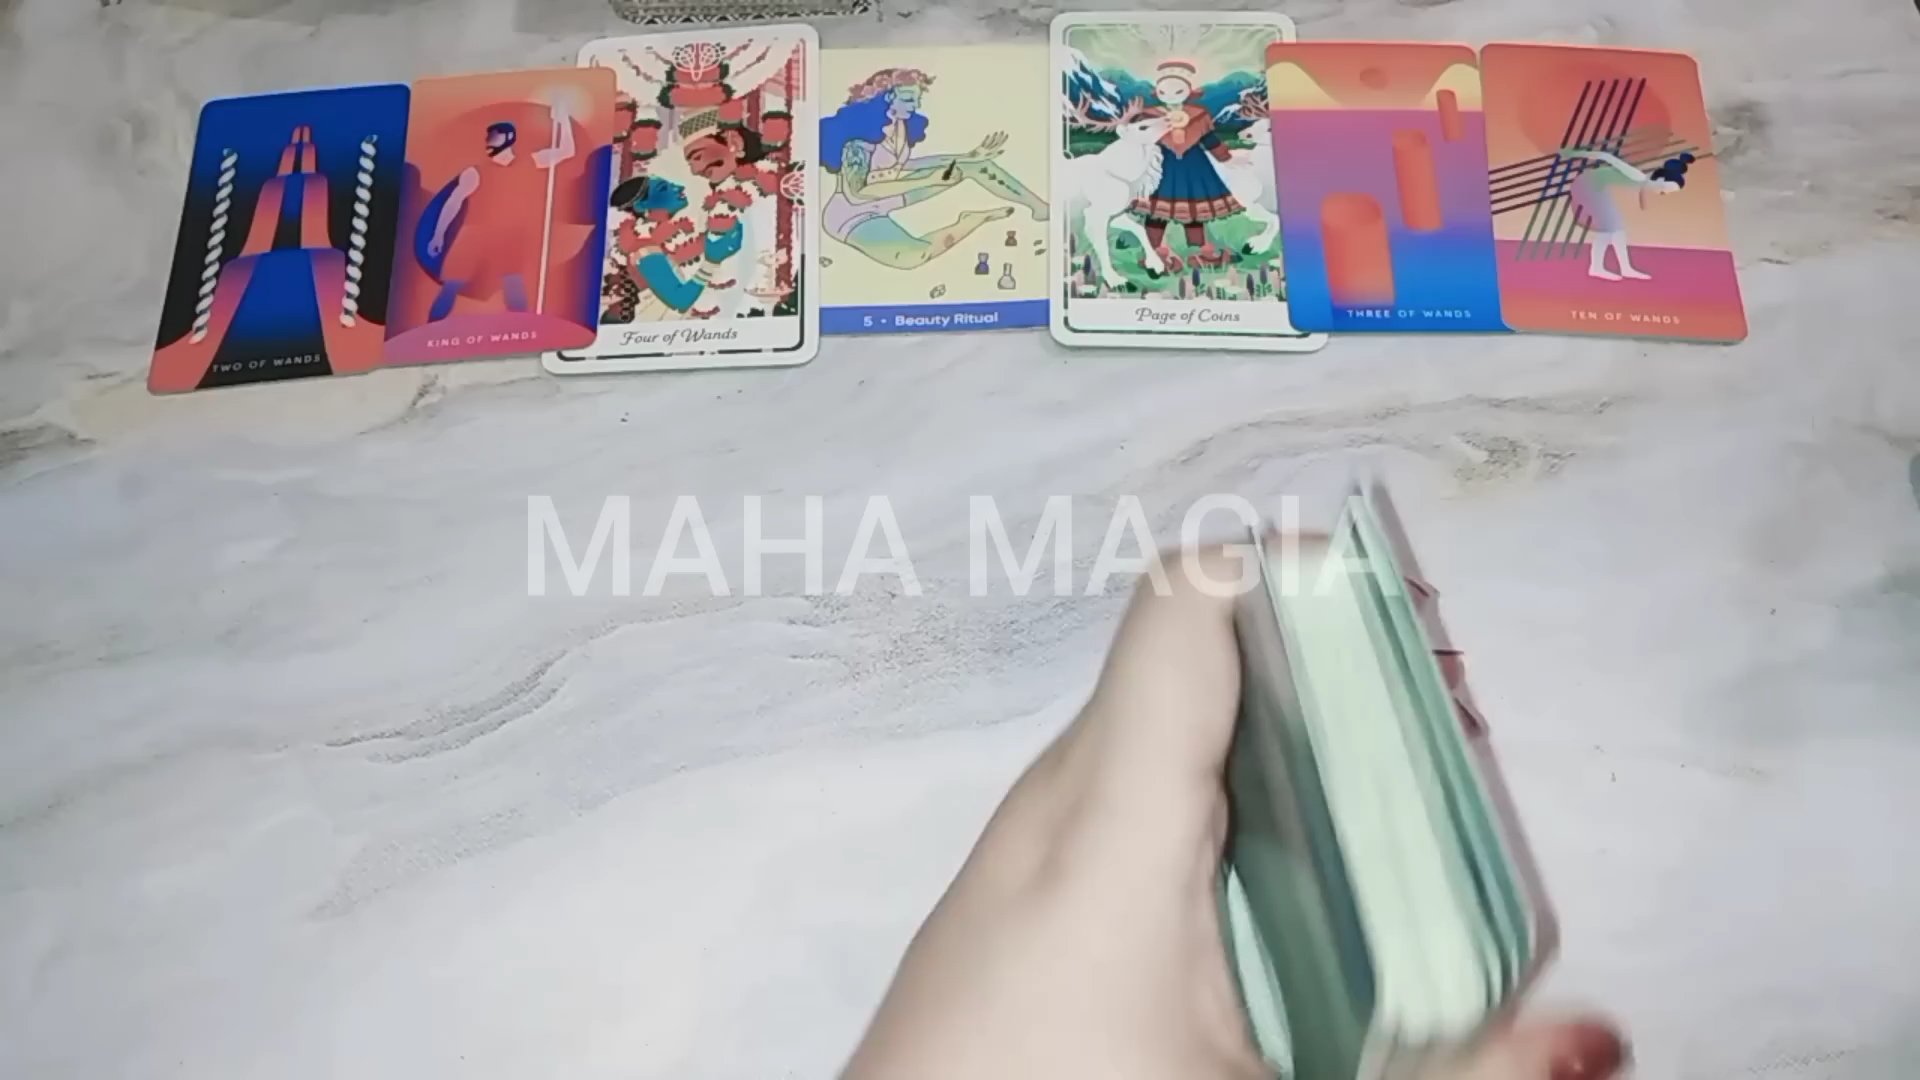 TWO OF WANDS
KING OF WANDS
Four of Wands
5 • Beauty Ritual
Page of Coins
THREE OF WANDS
TEN OF WANDS
MAHA MAGIA